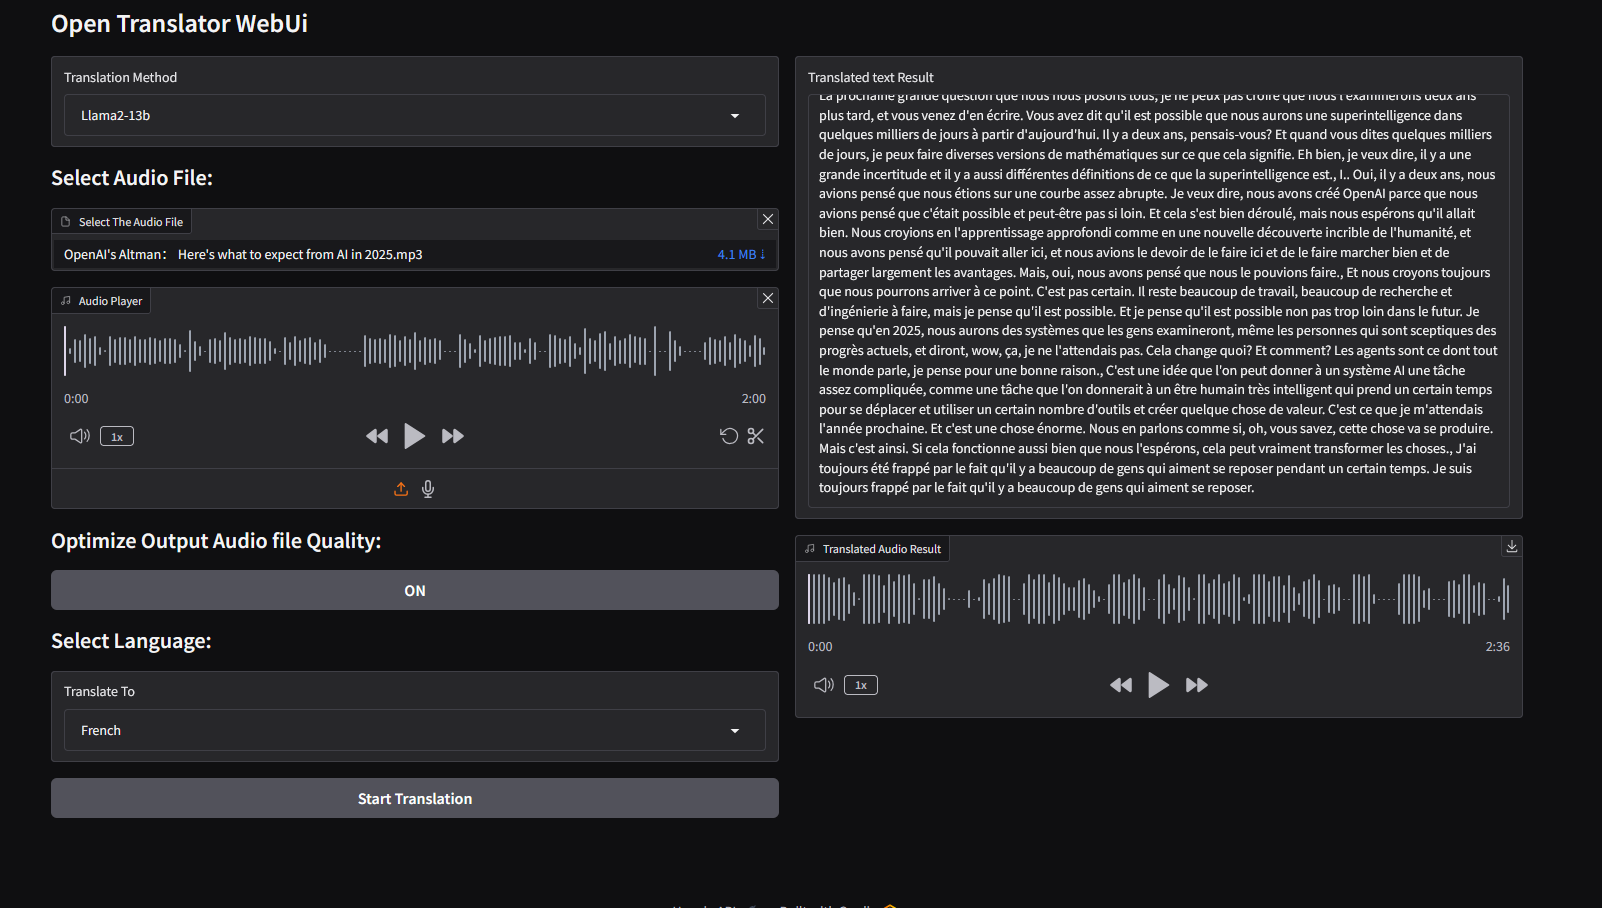 Open Translator WebUi
Translation Method
Llama2-13b
Select Audio File:
Select The Audio File
OpenAI's Altman： Here's what to expect from AI in 2025.mp3
4.1 MB ↓
Audio Player
0:00
2:00
1x
Optimize Output Audio file Quality:
ON
Select Language:
Translate To
French
Start Translation
Translated text Result
La prochaine grande question que nous nous posons tous, je ne peux pas croire que nous l'examinerons deux ans
plus tard, et vous venez d'en écrire. Vous avez dit qu'il est possible que nous aurons une superintelligence dans
quelques milliers de jours à partir d'aujourd'hui. Il y a deux ans, pensais-vous? Et quand vous dites quelques milliers
de jours, je peux faire diverses versions de mathématiques sur ce que cela signifie. Eh bien, je veux dire, il y a une
grande incertitude et il y a aussi différentes définitions de ce que la superintelligence est., I.. Oui, il y a deux ans, nous
avions pensé que nous étions sur une courbe assez abrupte. Je veux dire, nous avons créé OpenAI parce que nous
avions pensé que c'était possible et peut-être pas si loin. Et cela s'est bien déroulé, mais nous espérons qu'il allait
bien. Nous croyions en l'apprentissage approfondi comme en une nouvelle découverte incrible de l'humanité, et
nous avons pensé qu'il pouvait aller ici, et nous avions le devoir de le faire ici et de le faire marcher bien et de
partager largement les avantages. Mais, oui, nous avons pensé que nous le pouvions faire., Et nous croyons toujours
que nous pourrons arriver à ce point. C'est pas certain. Il reste beaucoup de travail, beaucoup de recherche et
d'ingénierie à faire, mais je pense qu'il est possible. Et je pense qu'il est possible non pas trop loin dans le futur. Je
pense qu'en 2025, nous aurons des systèmes que les gens examineront, même les personnes qui sont sceptiques des
progrès actuels, et diront, wow, ça, je ne l'attendais pas. Cela change quoi? Et comment? Les agents sont ce dont tout
le monde parle, je pense pour une bonne raison., C'est une idée que l'on peut donner à un système AI une tâche
assez compliquée, comme une tâche que l'on donnerait à un être humain très intelligent qui prend un certain temps
pour se déplacer et utiliser un certain nombre d'outils et créer quelque chose de valeur. C'est ce que je m'attendais
l'année prochaine. Et c'est une chose énorme. Nous en parlons comme si, oh, vous savez, cette chose va se produire.
Mais c'est ainsi. Si cela fonctionne aussi bien que nous l'espérons, cela peut vraiment transformer les choses., J'ai
toujours été frappé par le fait qu'il y a beaucoup de gens qui aiment se reposer pendant un certain temps. Je suis
toujours frappé par le fait qu'il y a beaucoup de gens qui aiment se reposer.
Translated Audio Result
0:00
2:36
1x